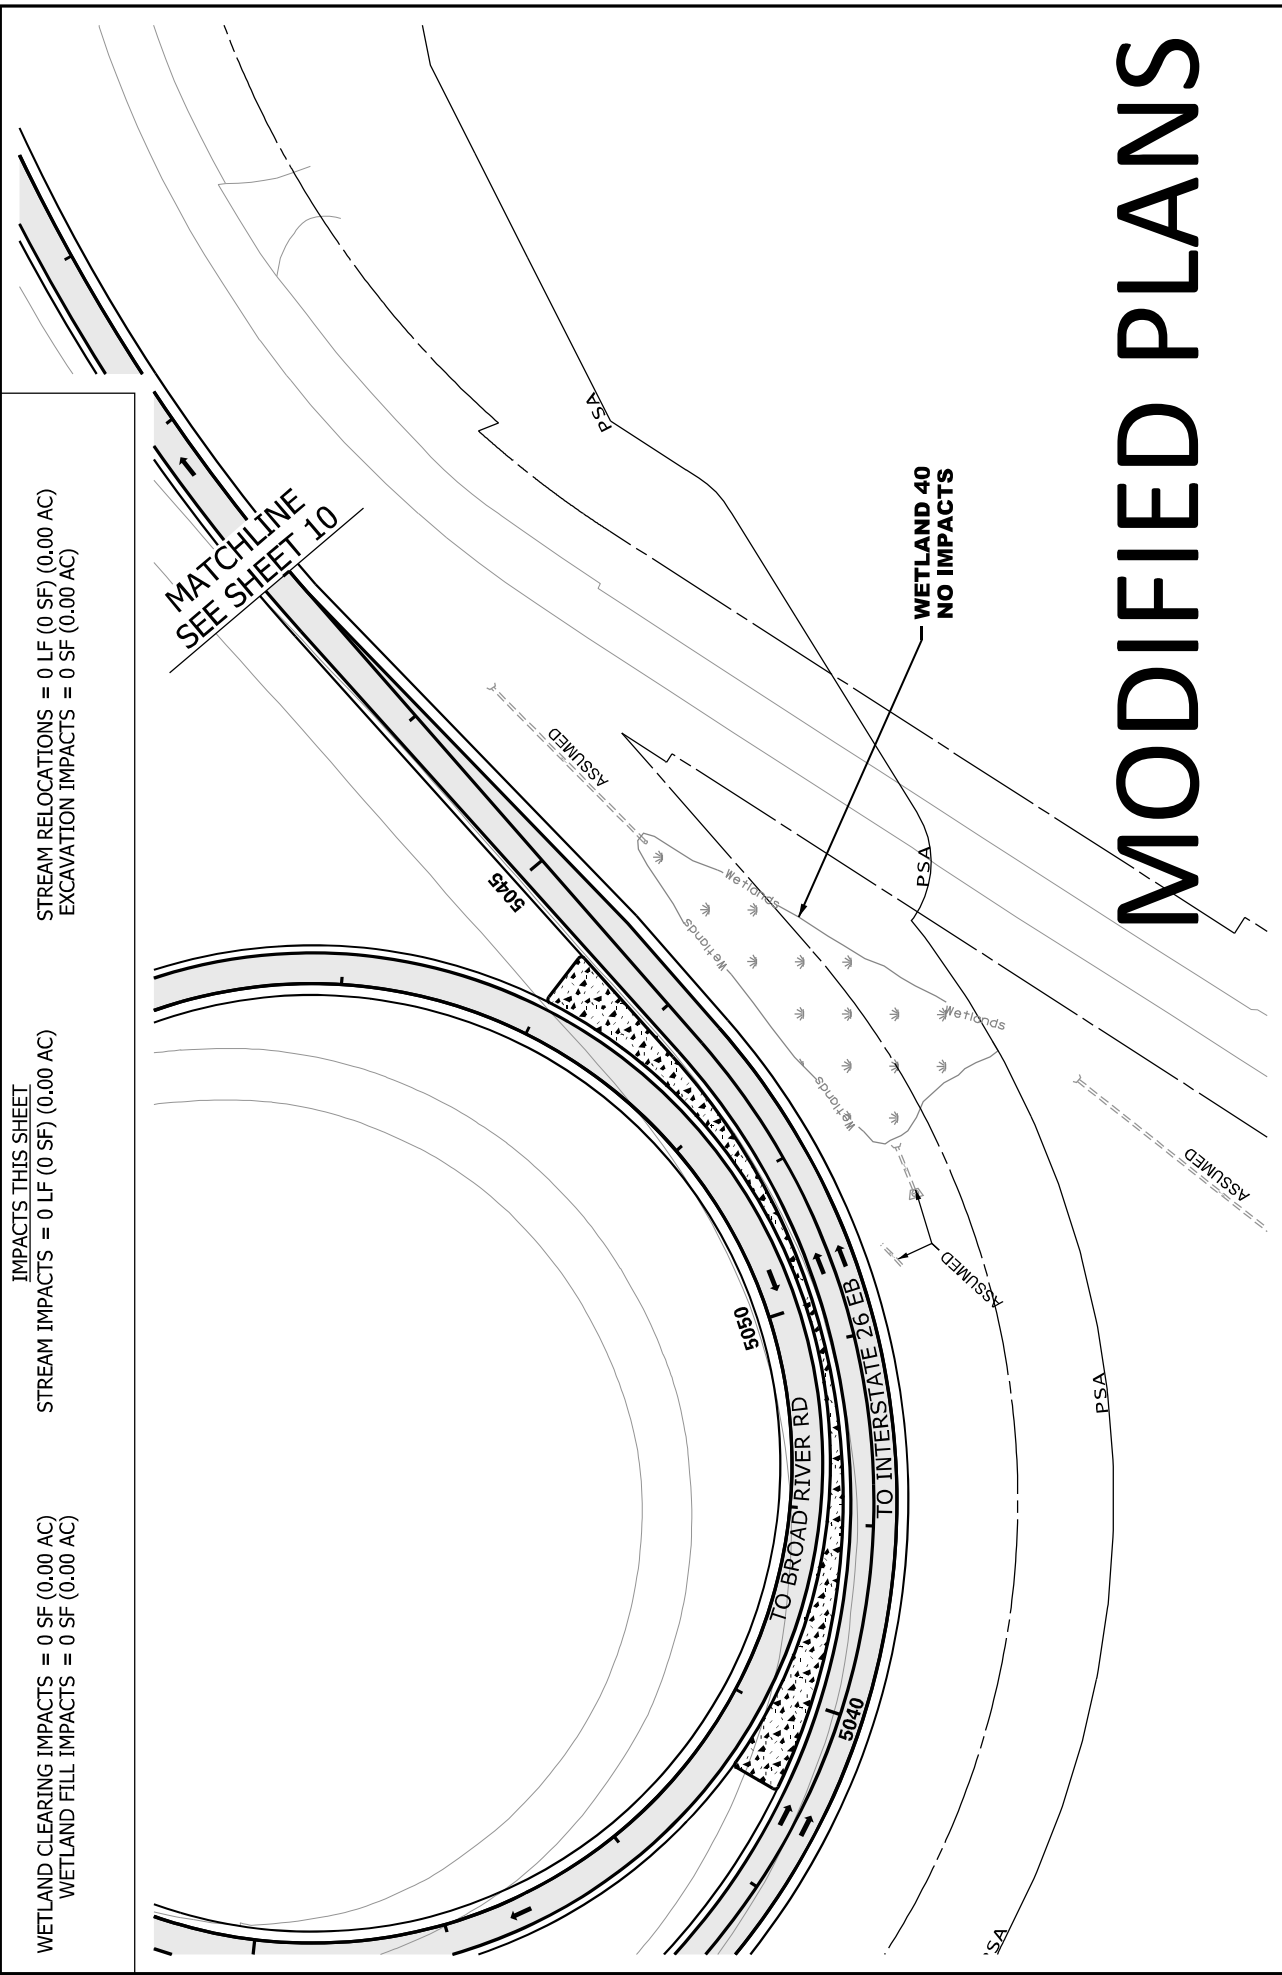 IMPACTS THIS SHEET
WETLAND CLEARING IMPACTS = 0 SF (0.00 AC)
WETLAND FILL IMPACTS = 0 SF (0.00 AC)
STREAM IMPACTS = 0 LF (0 SF) (0.00 AC)
STREAM RELOCATIONS = 0 LF (0 SF) (0.00 AC)
EXCAVATION IMPACTS = 0 SF (0.00 AC)
MATCHLINE
SEE SHEET 10
PSA
5045
ASSUMED
Wetlands
Wetlands
Wetlands
Wetlands
WETLAND 40
NO IMPACTS
PSA
5050
TO BROAD RIVER RD
TO INTERSTATE 26 EB
5040
ASSUMED
ASSUMED
PSA
PSA
MODIFIED PLANS